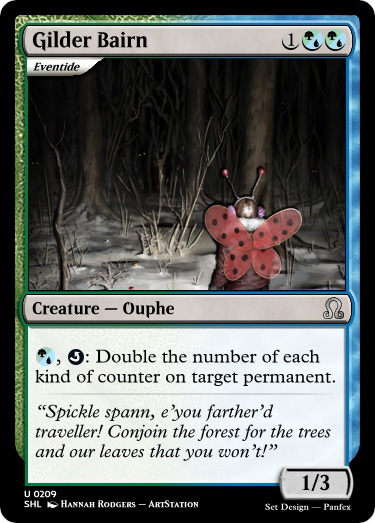 Gilder Bairn
1
Eventide
Creature — Ouphe
, : Double the number of each
kind of counter on target permanent.
“Spickle spann, e’you farther’d
traveller! Conjoin the forest for the trees
and our leaves that you won’t!”
1/3
U 0209
SHL Hannah Rodgers — ArtStation
Set Design — Panfex